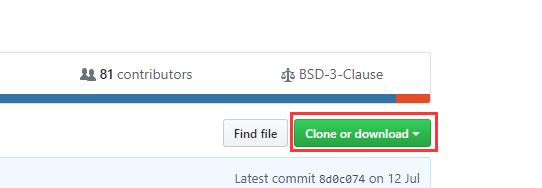 81 contributors BSD-3-Clause
Find file Clone or download
Latest commit 8d0c074 on 12 Jul